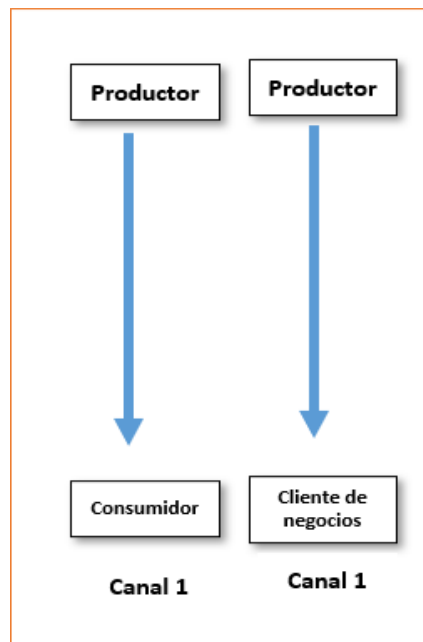 Productor
Productor
Consumidor
Cliente de
negocios
Canal 1
Canal 1